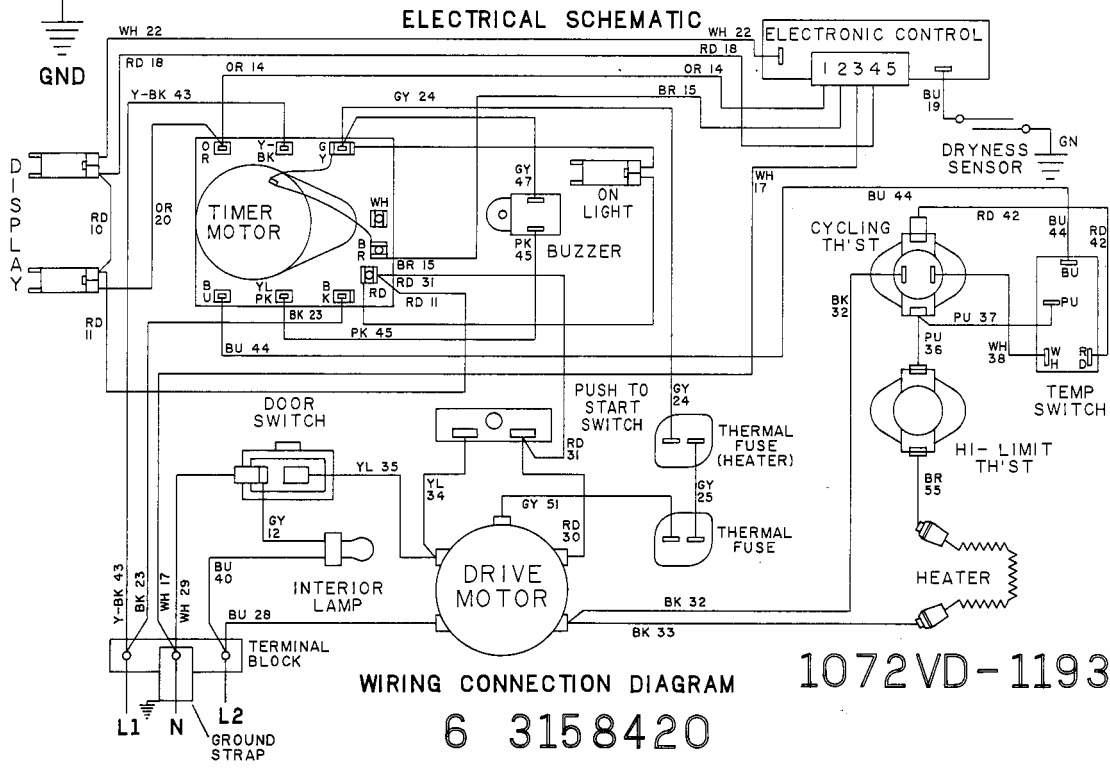 ELECTRICAL SCHEMATIC
GND
WH 22
WH 22
RD 18
RD 18
ELECTRONIC CONTROL
1 2 3 4 5
OR 14
OR 14
Y-BK 43
GY 24
BR 15
BU
19
DRYNESS
SENSOR
GN
DISPLAY
RD
10
OR
20
RD
11
O
R
Y-
BK
G
Y
TIMER
MOTOR
WH
B
R
RD
B
U
YL
PK
B
K
BR 15
RD 31
RD 11
BK 23
PK 45
BU 44
GY
47
PK
45
BUZZER
ON
LIGHT
WH
17
BU 44
CYCLING
TH'ST
RD 42
BU
44
RD
42
BU
PU
BK
32
PU 37
PU
36
WH
38
W
H
R
D
TEMP
SWITCH
DOOR
SWITCH
PUSH TO
START
SWITCH
RD
31
GY
24
THERMAL
FUSE
(HEATER)
HI-LIMIT
TH'ST
YL 35
YL
34
GY 51
GY
25
BR
55
RD
30
THERMAL
FUSE
GY
12
BU
40
INTERIOR
LAMP
DRIVE
MOTOR
HEATER
Y-BK 43
BK 23
WH 17
WH 29
BU 28
BK 32
BK 33
TERMINAL
BLOCK
L1
N
L2
GROUND
STRAP
WIRING CONNECTION DIAGRAM
1072VD-1193
6 3158420